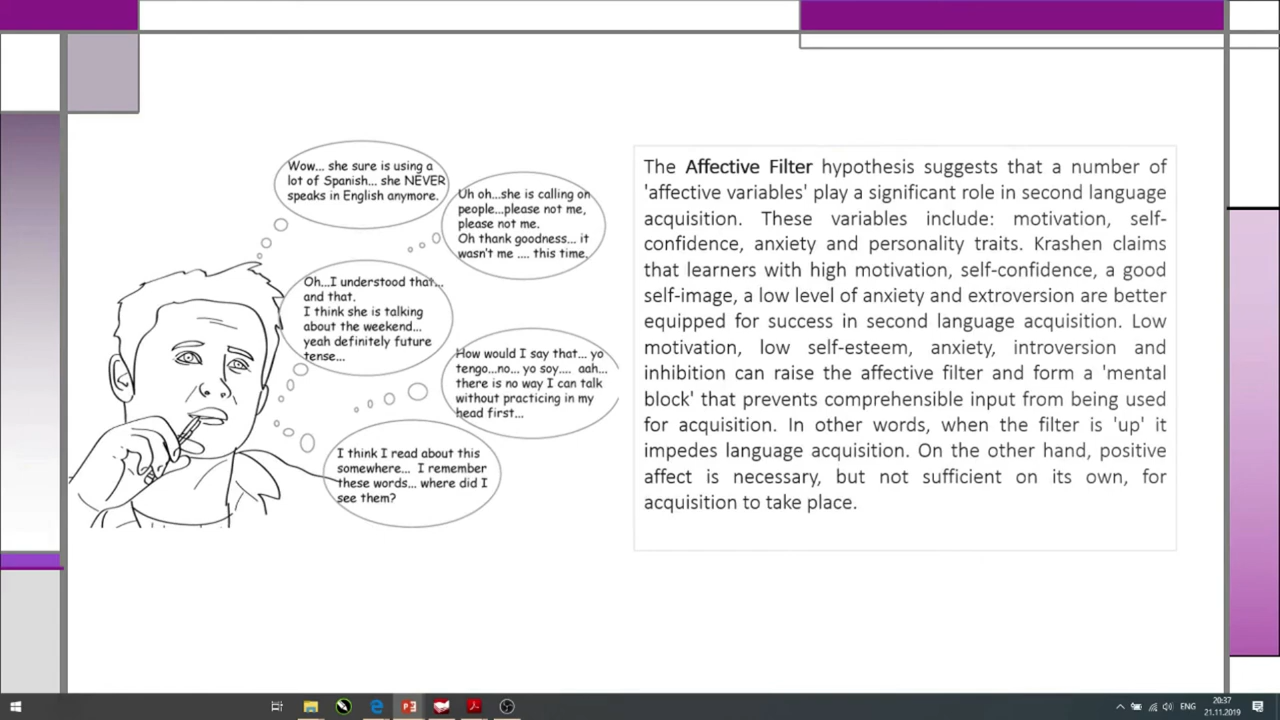 Wow... she sure is using a
lot of Spanish... she NEVER
speaks in English anymore.
Uh oh...she is calling on
people...please not me,
please not me.
Oh thank goodness... it
wasn't me .... this time.
Oh...I understood that...
and that.
I think she is talking
about the weekend...
yeah definitely future
tense...
How would I say that... yo
tengo...no... yo soy.... aah...
there is no way I can talk
without practicing in my
head first...
I think I read about this
somewhere... I remember
these words... where did I
see them?
The Affective Filter hypothesis suggests that a number of
'affective variables' play a significant role in second language
acquisition. These variables include: motivation, self-
confidence, anxiety and personality traits. Krashen claims
that learners with high motivation, self-confidence, a good
self-image, a low level of anxiety and extroversion are better
equipped for success in second language acquisition. Low
motivation, low self-esteem, anxiety, introversion and
inhibition can raise the affective filter and form a 'mental
block' that prevents comprehensible input from being used
for acquisition. In other words, when the filter is 'up' it
impedes language acquisition. On the other hand, positive
affect is necessary, but not sufficient on its own, for
acquisition to take place.
ENG
20:37
21.11.2019